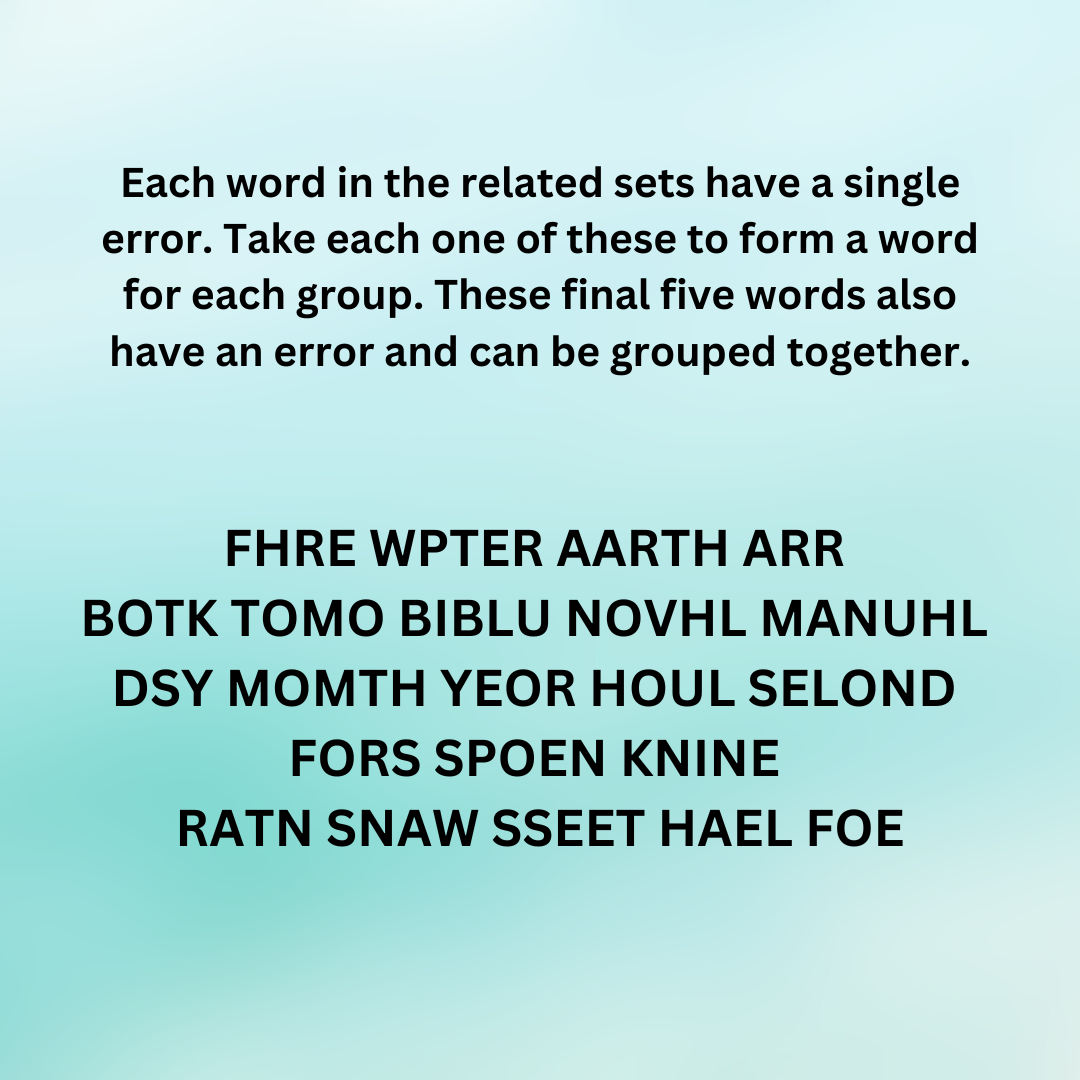 Each word in the related sets have a single
error. Take each one of these to form a word
for each group. These final five words also
have an error and can be grouped together.
FHRE WPTER AARTH ARR
BOTK TOMO BIBLU NOVHL MANUHL
DSY MOMTH YEOR HOUL SELOND
FORS SPOEN KNINE
RATN SNAW SSEET HAEL FOE